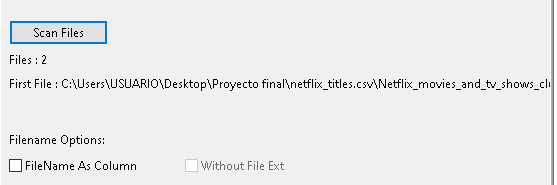 Scan Files
Files : 2
First File : C:\Users\USUARIO\Desktop\Proyecto final\netflix_titles.csv\Netflix_movies_and_tv_shows_clu
Filename Options:
FileName As Column Without File Ext